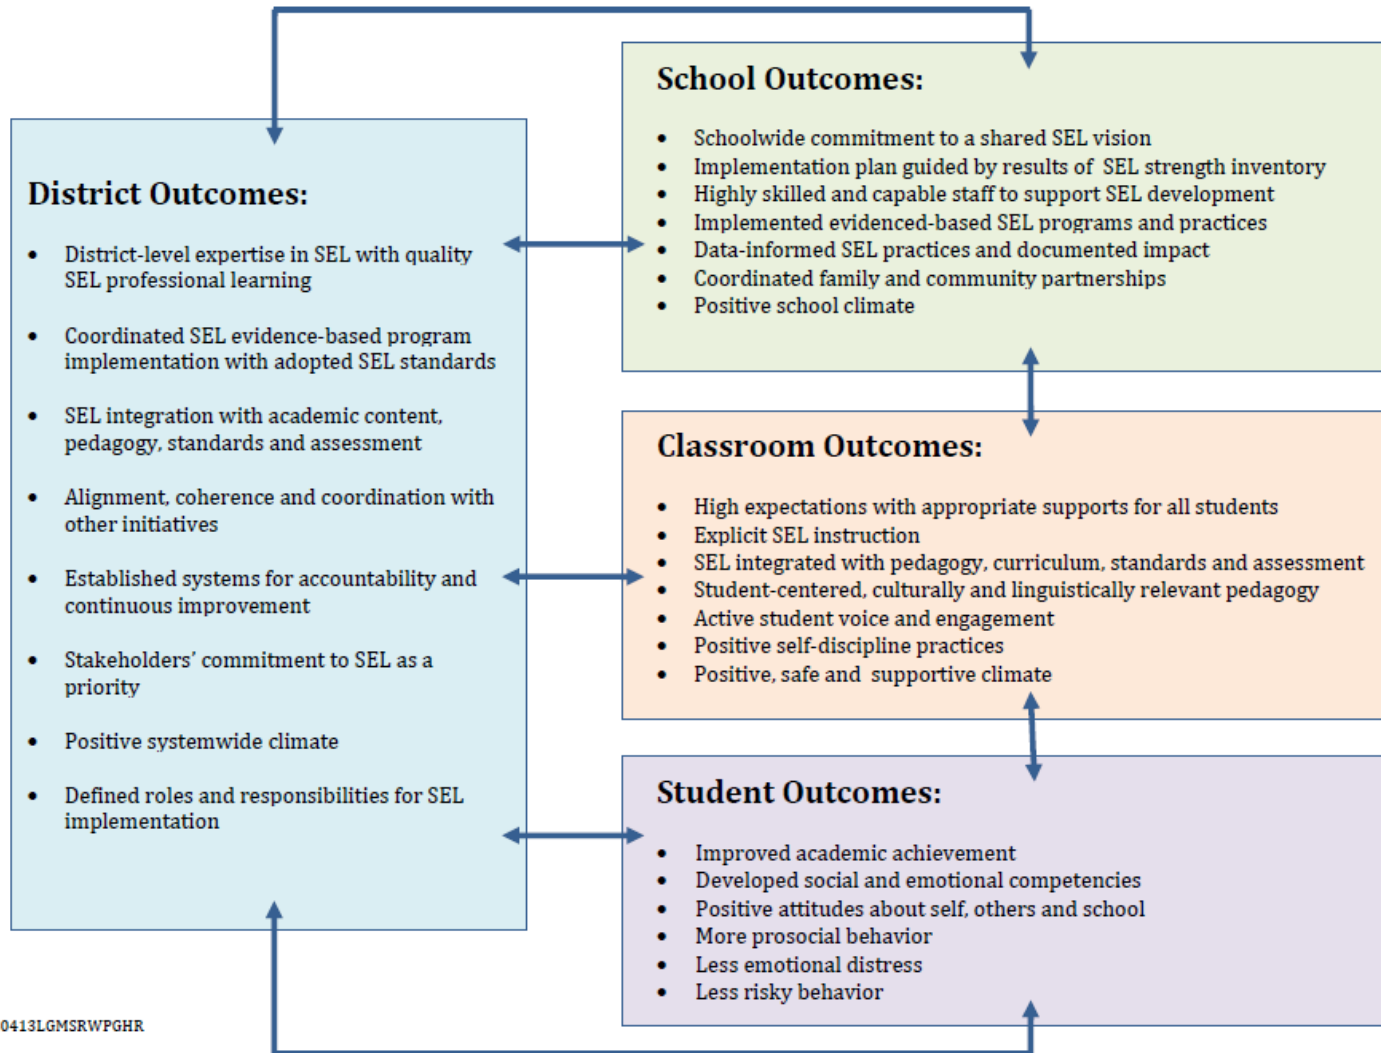 District Outcomes:
• District-level expertise in SEL with quality
SEL professional learning
• Coordinated SEL evidence-based program
implementation with adopted SEL standards
• SEL integration with academic content,
pedagogy, standards and assessment
• Alignment, coherence and coordination with
other initiatives
• Established systems for accountability and
continuous improvement
• Stakeholders’ commitment to SEL as a
priority
• Positive systemwide climate
• Defined roles and responsibilities for SEL
implementation
School Outcomes:
• Schoolwide commitment to a shared SEL vision
• Implementation plan guided by results of SEL strength inventory
• Highly skilled and capable staff to support SEL development
• Implemented evidenced-based SEL programs and practices
• Data-informed SEL practices and documented impact
• Coordinated family and community partnerships
• Positive school climate
Classroom Outcomes:
• High expectations with appropriate supports for all students
• Explicit SEL instruction
• SEL integrated with pedagogy, curriculum, standards and assessment
• Student-centered, culturally and linguistically relevant pedagogy
• Active student voice and engagement
• Positive self-discipline practices
• Positive, safe and supportive climate
Student Outcomes:
• Improved academic achievement
• Developed social and emotional competencies
• Positive attitudes about self, others and school
• More prosocial behavior
• Less emotional distress
• Less risky behavior
0413LGMSRWPGHR